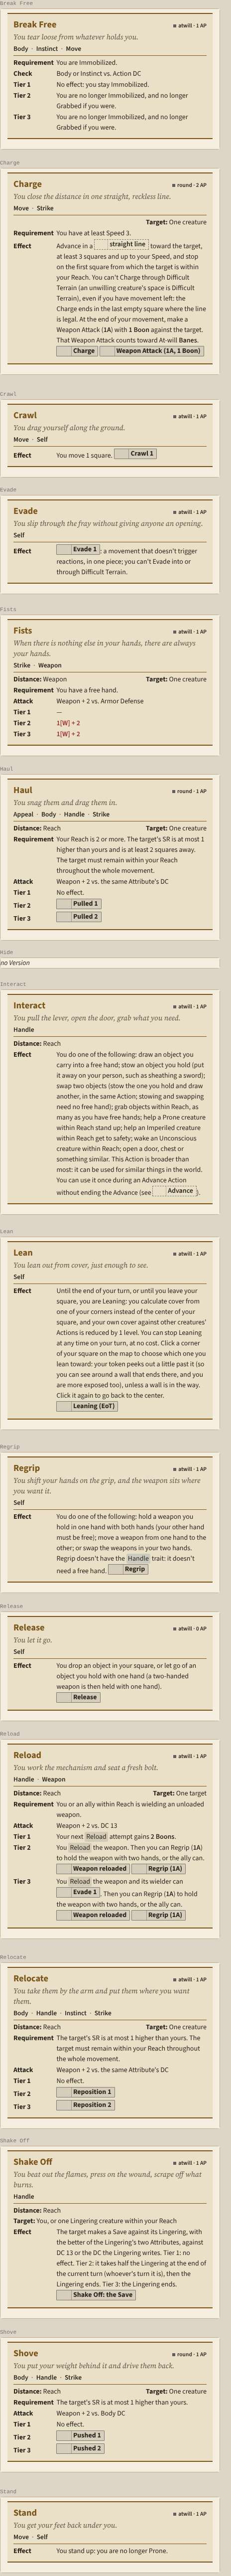 Break Free
Break Free
■ atwill · 1 AP
You tear loose from whatever holds you.
Body · Instinct · Move
Requirement You are Immobilized.
Check Body or Instinct vs. Action DC
Tier 1 No effect: you stay Immobilized.
Tier 2 You are no longer Immobilized, and no longer
Grabbed if you were.
Tier 3 You are no longer Immobilized, and no longer
Grabbed if you were.
Charge
Charge
■ round · 2 AP
You close the distance in one straight, reckless line.
Move · Strike
Target: One creature
Requirement You have at least Speed 3.
Effect Advance in a straight line toward the target,
at least 3 squares and up to your Speed, and stop
on the first square from which the target is within
your Reach. You can't Charge through Difficult
Terrain (an unwilling creature's space is Difficult
Terrain), even if you have movement left: the
Charge ends in the last empty square where the line
is legal. At the end of your movement, make a
Weapon Attack (1A) with 1 Boon against the target.
That Weapon Attack counts toward At-will Banes.
Charge Weapon Attack (1A, 1 Boon)
Crawl
Crawl
■ atwill · 1 AP
You drag yourself along the ground.
Move · Self
Effect You move 1 square. Crawl 1
Evade
Evade
■ atwill · 1 AP
You slip through the fray without giving anyone an opening.
Self
Effect Evade 1 : a movement that doesn't trigger
reactions, in one piece; you can't Evade into or
through Difficult Terrain.
Fists
Fists
■ atwill · 1 AP
When there is nothing else in your hands, there are always
your hands.
Strike · Weapon
Distance: Weapon Target: One creature
Requirement You have a free hand.
Attack Weapon + 2 vs. Armor Defense
Tier 1 —
Tier 2 1[W] + 2
Tier 3 1[W] + 2
Haul
Haul
■ round · 1 AP
You snag them and drag them in.
Appeal · Body · Handle · Strike
Distance: Reach Target: One creature
Requirement Your Reach is 2 or more. The target's SR is at most 1
higher than yours and is at least 2 squares away.
The target must remain within your Reach
throughout the whole movement.
Attack Weapon + 2 vs. the same Attribute's DC
Tier 1 No effect.
Tier 2 Pulled 1
Tier 3 Pulled 2
Hide
no Version
Interact
Interact
■ atwill · 1 AP
You pull the lever, open the door, grab what you need.
Handle
Distance: Reach
Effect You do one of the following: draw an object you
carry into a free hand; stow an object you hold (put
it away on your person, such as sheathing a sword);
swap two objects (stow the one you hold and draw
another, in the same Action; stowing and swapping
need no free hand); grab objects within Reach, as
many as you have free hands; help a Prone creature
within Reach stand up; help an Imperiled creature
within Reach get to safety; wake an Unconscious
creature within Reach; open a door, chest or
something similar. This Action is broader than
most: it can be used for similar things in the world.
You can use it once during an Advance Action
without ending the Advance (see Advance ).
Lean
Lean
■ atwill · 1 AP
You lean out from cover, just enough to see.
Self
Effect Until the end of your turn, or until you leave your
square, you are Leaning: you calculate cover from
one of your corners instead of the center of your
square, and your own cover against other creatures'
Actions is reduced by 1 level. You can stop Leaning
at any time on your turn, at no cost. Click a corner
of your square on the map to choose which one you
lean toward: your token peeks out a little past it (so
you can see around a wall that ends there, and you
are more exposed too), unless a wall is in the way.
Click it again to go back to the center.
Leaning (EoT)
Regrip
Regrip
■ atwill · 1 AP
You shift your hands on the grip, and the weapon sits where
you want it.
Self
Effect You do one of the following: hold a weapon you
hold in one hand with both hands (your other hand
must be free); move a weapon from one hand to the
other; or swap the weapons in your two hands.
Regrip doesn't have the Handle trait: it doesn't
need a free hand. Regrip
Release
Release
■ atwill · 0 AP
You let it go.
Self
Effect You drop an object in your square, or let go of an
object you hold with one hand (a two-handed
weapon is then held with one hand).
Release
Reload
Reload
■ atwill · 1 AP
You work the mechanism and seat a fresh bolt.
Handle · Weapon
Distance: Reach Target: One target
Requirement You or an ally within Reach is wielding an unloaded
weapon.
Attack Weapon + 2 vs. DC 13
Tier 1 Your next Reload attempt gains 2 Boons.
Tier 2 You Reload the weapon. Then you can Regrip (1A)
to hold the weapon with two hands, or the ally can.
Weapon reloaded Regrip (1A)
Tier 3 You Reload the weapon and its wielder can
Evade 1 . Then you can Regrip (1A) to hold
the weapon with two hands, or the ally can.
Weapon reloaded Regrip (1A)
Relocate
Relocate
■ atwill · 1 AP
You take them by the arm and put them where you want
them.
Body · Handle · Instinct · Strike
Distance: Reach Target: One creature
Requirement The target's SR is at most 1 higher than yours. The
target must remain within your Reach throughout
the whole movement.
Attack Weapon + 2 vs. the same Attribute's DC
Tier 1 No effect.
Tier 2 Reposition 1
Tier 3 Reposition 2
Shake Off
Shake Off
■ atwill · 1 AP
You beat out the flames, press on the wound, scrape off what
burns.
Handle
Distance: Reach
Target: You, or one Lingering creature within your Reach
Effect The target makes a Save against its Lingering, with
the better of the Lingering's two Attributes, against
DC 13 or the DC the Lingering writes. Tier 1: no
effect. Tier 2: it takes half the Lingering at the end of
the current turn (whoever's turn it is), then the
Lingering ends. Tier 3: the Lingering ends.
Shake Off: the Save
Shove
Shove
■ round · 1 AP
You put your weight behind it and drive them back.
Body · Handle · Strike
Distance: Reach Target: One creature
Requirement The target's SR is at most 1 higher than yours.
Attack Weapon + 2 vs. Body DC
Tier 1 No effect.
Tier 2 Pushed 1
Tier 3 Pushed 2
Stand
Stand
■ atwill · 1 AP
You get your feet back under you.
Move · Self
Effect You stand up: you are no longer Prone.